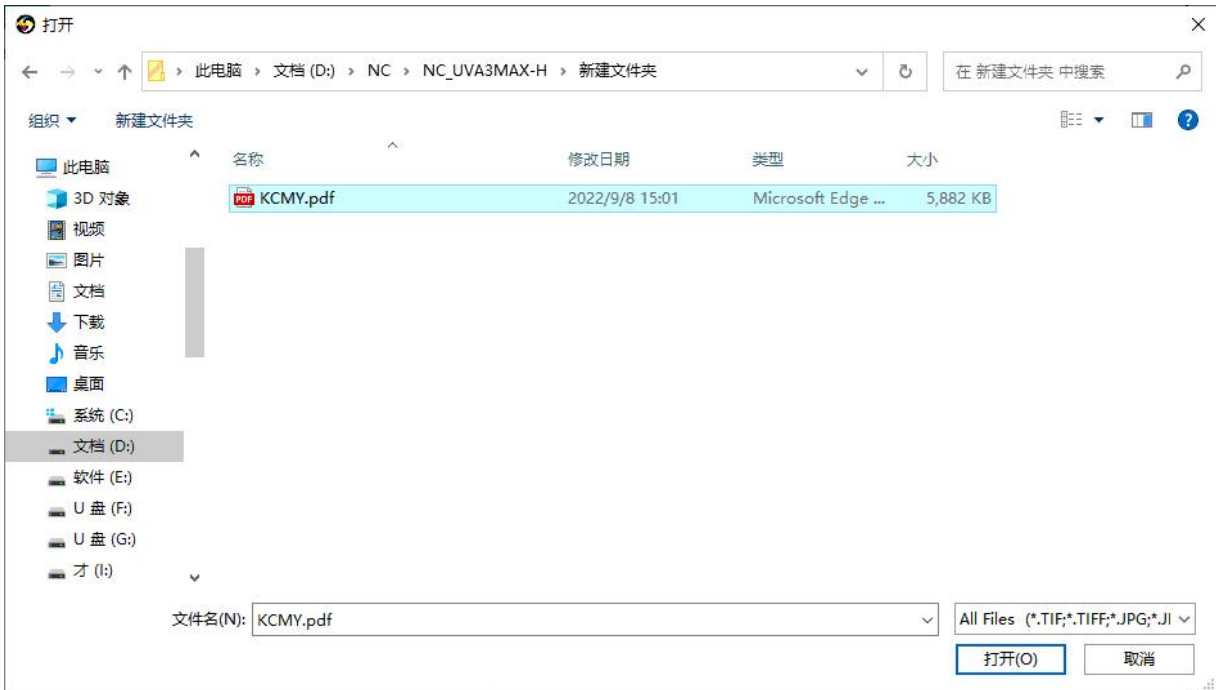 打开
此电脑 › 文档 (D:) › NC › NC_UVA3MAX-H › 新建文件夹
在 新建文件夹 中搜索
组织 新建文件夹
名称 修改日期 类型 大小
PDF KCMY.pdf 2022/9/8 15:01 Microsoft Edge ... 5,882 KB
此电脑
3D 对象
视频
图片
文档
下载
音乐
桌面
系统 (C:)
文档 (D:)
软件 (E:)
U 盘 (F:)
U 盘 (G:)
才 (I:)
文件名(N): KCMY.pdf
All Files (*.TIF;*.TIFF;*.JPG;*.JI
打开(O) 取消